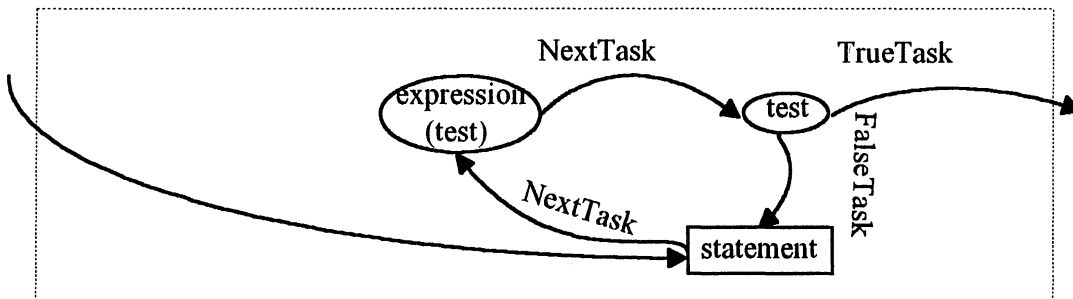 NextTask
TrueTask
expression
(test)
test
FalseTask
NextTask
statement